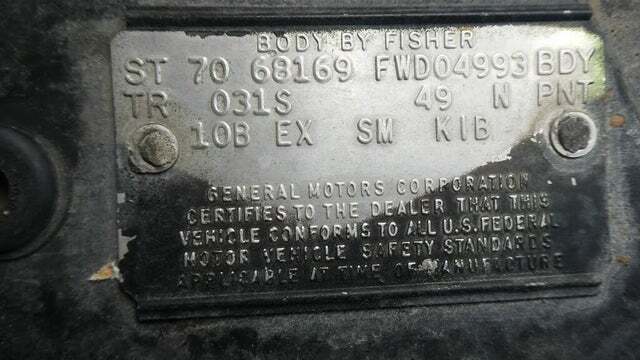 BODY BY FISHER
ST 70 68169 FWD04993 BDY
TR 031S 49 N PNT
10B EX SM KIB
GENERAL MOTORS CORPORATION
CERTIFIES TO THE DEALER THAT THIS
VEHICLE CONFORMS TO ALL U.S. FEDERAL
MOTOR VEHICLE SAFETY STANDARDS
APPLICABLE AT TIME OF MANUFACTURE